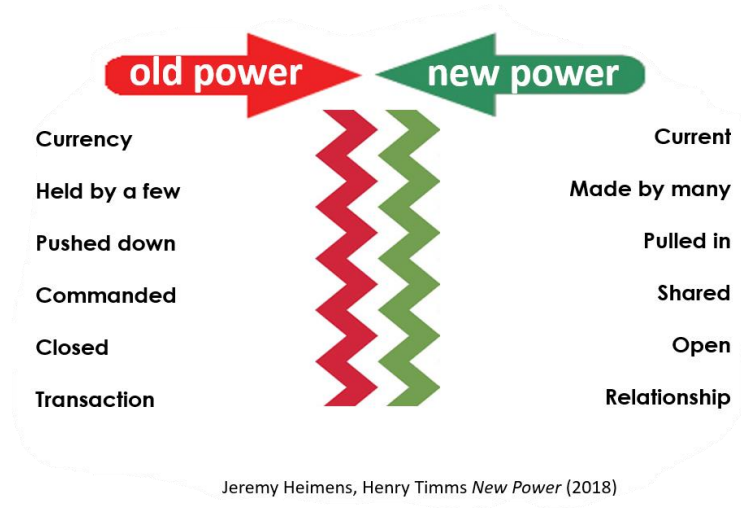 old power
new power
Currency
Current
Held by a few
Made by many
Pushed down
Pulled in
Commanded
Shared
Closed
Open
Transaction
Relationship
Jeremy Heimens, Henry Timms New Power (2018)